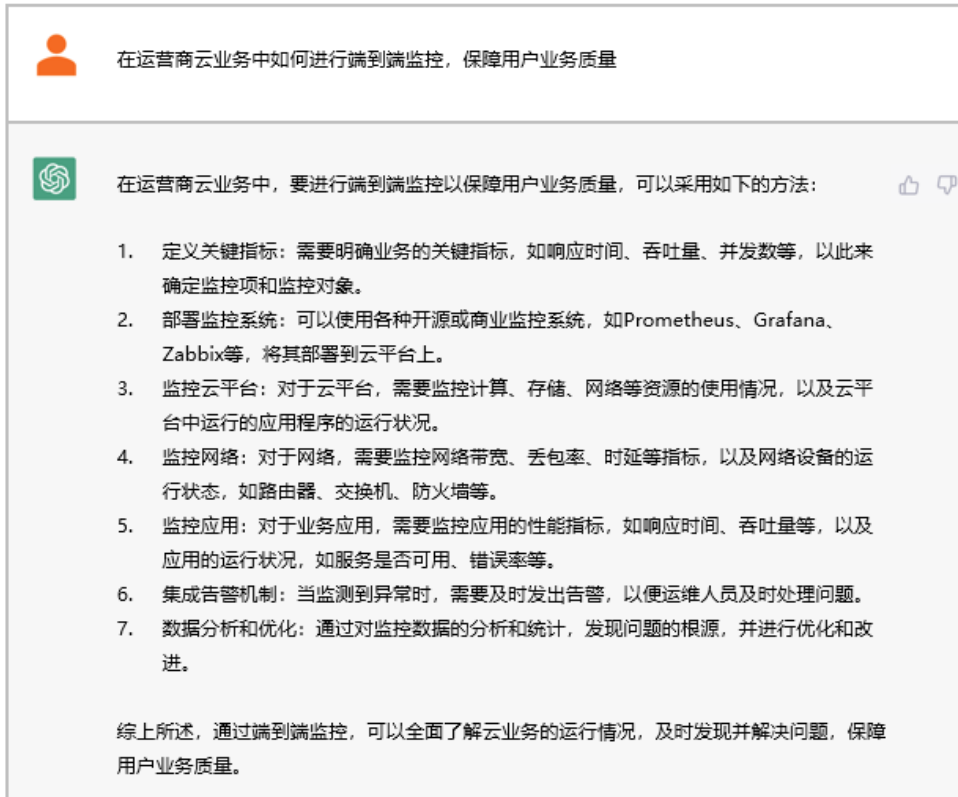 在运营商云业务中如何进行端到端监控，保障用户业务质量
在运营商云业务中，要进行端到端监控以保障用户业务质量，可以采用如下的方法：
1. 定义关键指标：需要明确业务的关键指标，如响应时间、吞吐量、并发数等，以此来
确定监控项和监控对象。
2. 部署监控系统：可以使用各种开源或商业监控系统，如Prometheus、Grafana、
Zabbix等，将其部署到云平台上。
3. 监控云平台：对于云平台，需要监控计算、存储、网络等资源的使用情况，以及云平
台中运行的应用程序的运行状况。
4. 监控网络：对于网络，需要监控网络带宽、丢包率、时延等指标，以及网络设备的运
行状态，如路由器、交换机、防火墙等。
5. 监控应用：对于业务应用，需要监控应用的性能指标，如响应时间、吞吐量等，以及
应用的运行状况，如服务是否可用、错误率等。
6. 集成告警机制：当监测到异常时，需要及时发出告警，以便运维人员及时处理问题。
7. 数据分析和优化：通过对监控数据的分析和统计，发现问题的根源，并进行优化和改
进。
综上所述，通过端到端监控，可以全面了解云业务的运行情况，及时发现并解决问题，保障
用户业务质量。